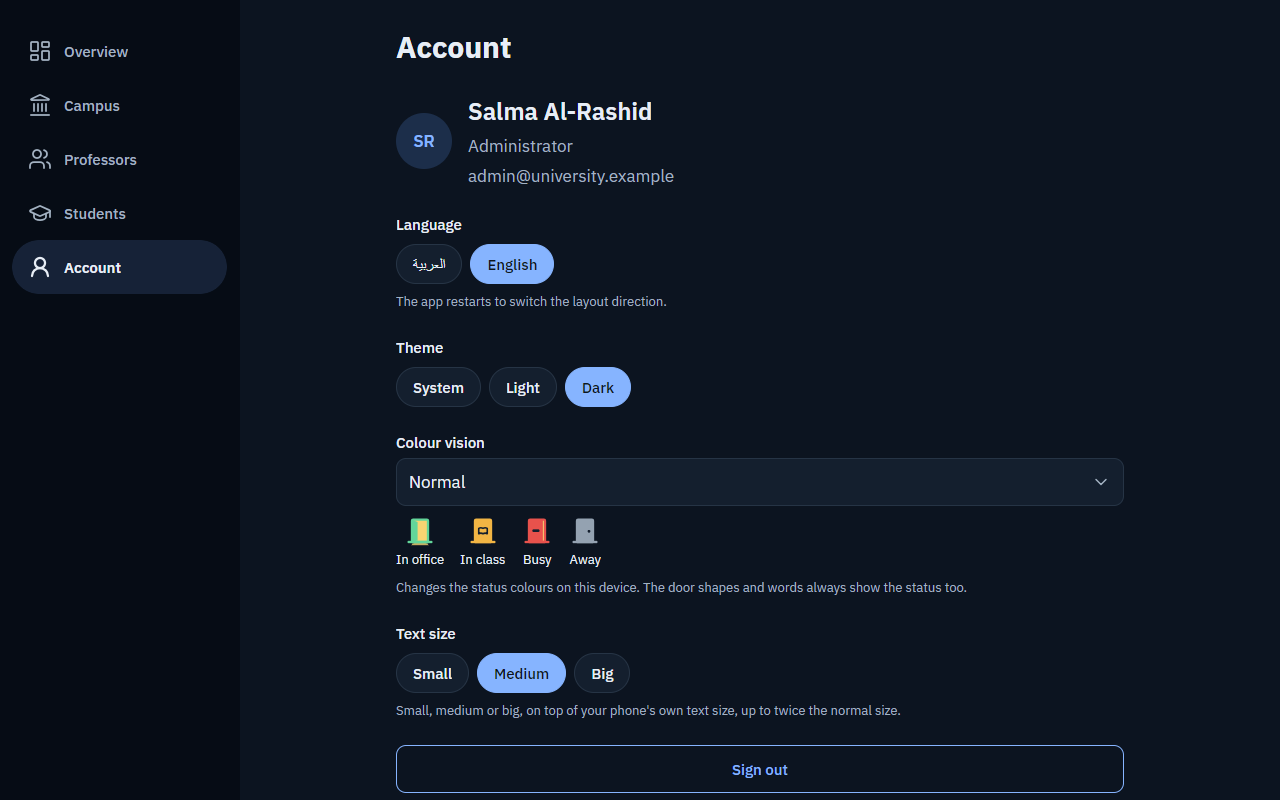 Overview
Campus
Professors
Students
Account
Account
SR
Salma Al-Rashid
Administrator
admin@university.example
Language
العربية
English
The app restarts to switch the layout direction.
Theme
System
Light
Dark
Colour vision
Normal
In office
In class
Busy
Away
Changes the status colours on this device. The door shapes and words always show the status too.
Text size
Small
Medium
Big
Small, medium or big, on top of your phone's own text size, up to twice the normal size.
Sign out